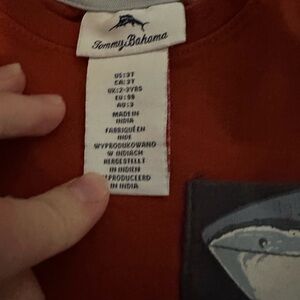 Tommy Bahama
US:3T
CA:3T
UK:2-3YRS
EU:98
AU:3
MADE IN
INDIA
FABRIQUÉ EN
INDE
WYPRODUKOWANO
W INDIACH
HERGESTELLT
IN INDIEN
PRODUCEERD
IN INDIA